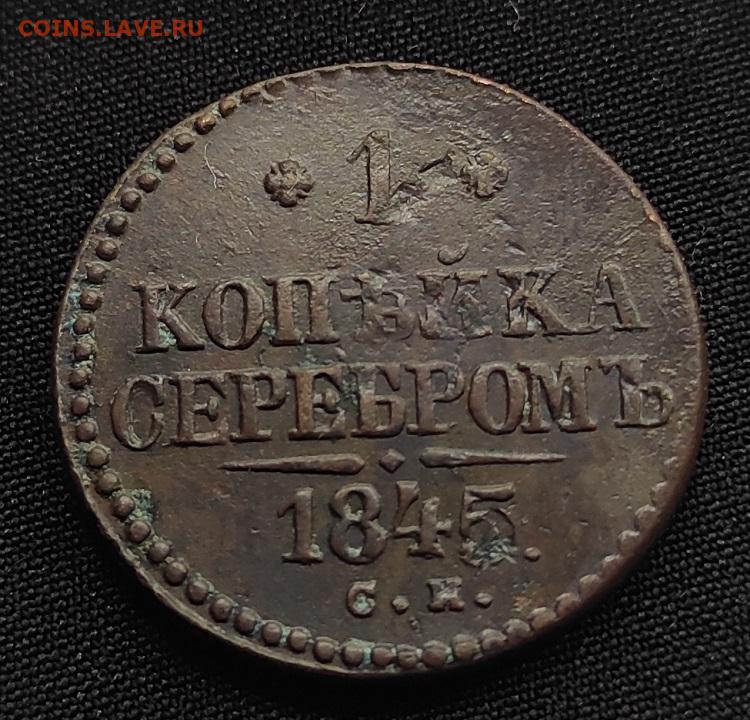 COINS.LAVE.RU
1
КОПѢЙКА
СЕРЕБРОМЪ
1845.
С.М.